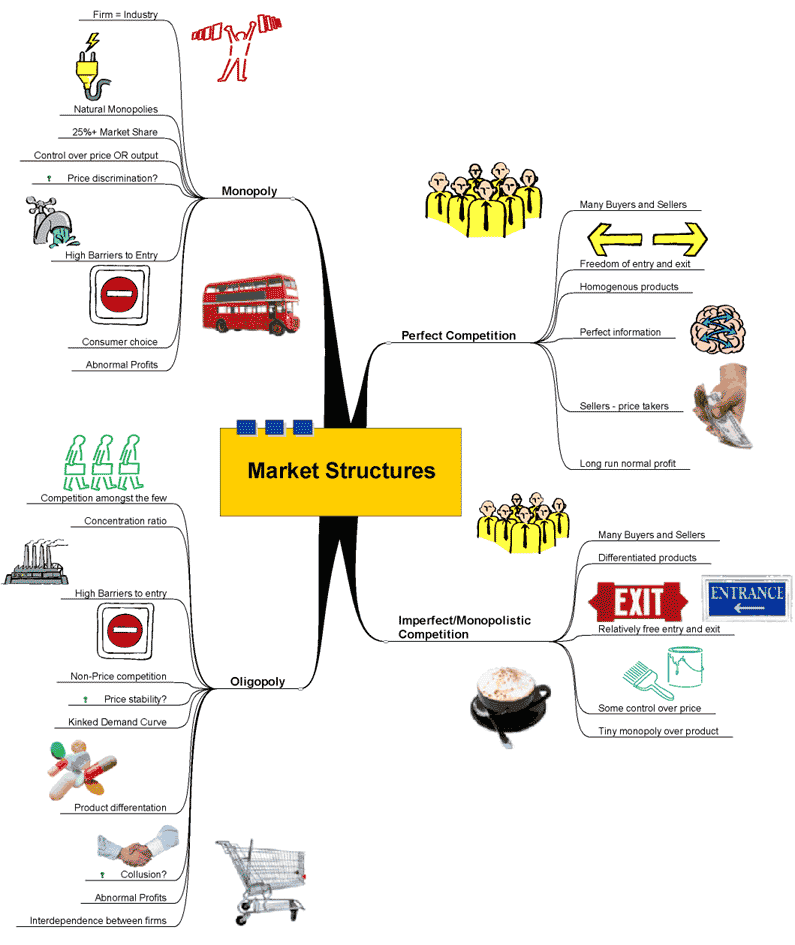 Market Structures
Monopoly
Firm = Industry
Natural Monopolies
25%+ Market Share
Control over price OR output
Price discrimination?
High Barriers to Entry
Consumer choice
Abnormal Profits
Perfect Competition
Many Buyers and Sellers
Freedom of entry and exit
Homogenous products
Perfect information
Sellers - price takers
Long run normal profit
Imperfect/Monopolistic
Competition
Many Buyers and Sellers
Differentiated products
EXIT
ENTRANCE
Relatively free entry and exit
Some control over price
Tiny monopoly over product
Oligopoly
Competition amongst the few
Concentration ratio
High Barriers to entry
Non-Price competition
Price stability?
Kinked Demand Curve
Product differentation
Collusion?
Abnormal Profits
Interdependence between firms